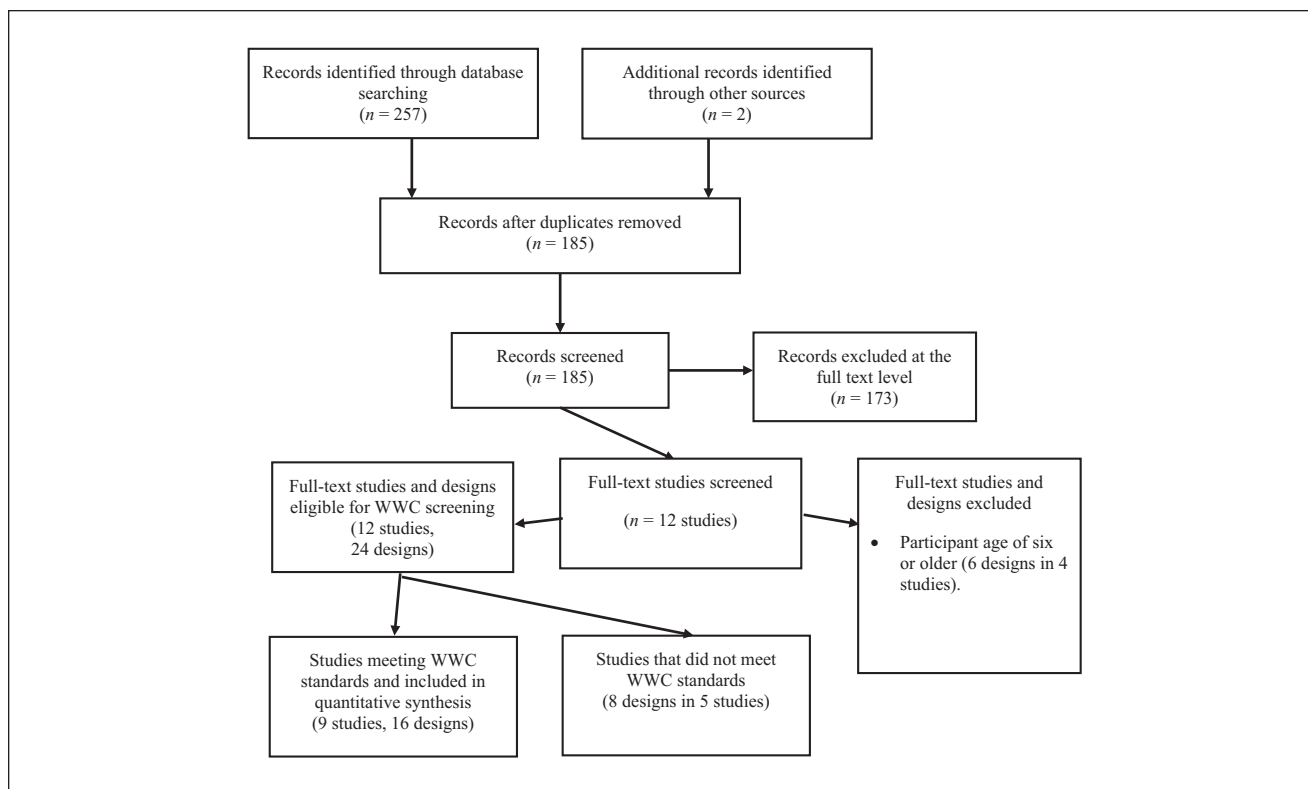 Records identified through database
searching
(n = 257)
Additional records identified
through other sources
(n = 2)
Records after duplicates removed
(n = 185)
Records screened
(n = 185)
Records excluded at the
full text level
(n = 173)
Full-text studies and designs
eligible for WWC screening
(12 studies,
24 designs)
Full-text studies screened
(n = 12 studies)
Full-text studies and
designs excluded
• Participant age of six
or older (6 designs in 4
studies).
Studies meeting WWC
standards and included in
quantitative synthesis
(9 studies, 16 designs)
Studies that did not meet
WWC standards
(8 designs in 5 studies)